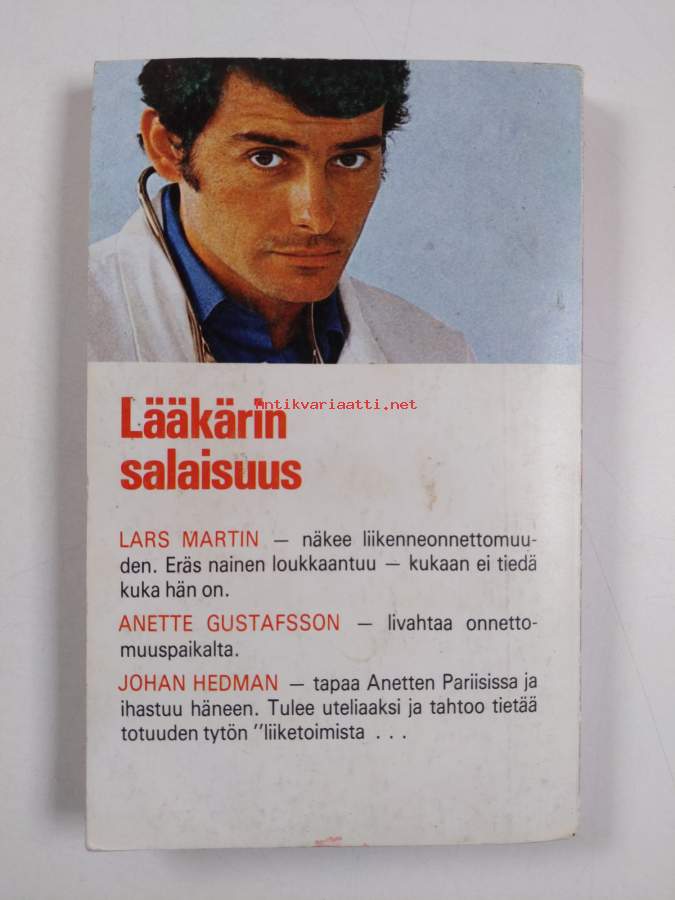 Antikvariaatti.net
Lääkärin
salaisuus
LARS MARTIN — näkee liikenneonnettomuu-
den. Eräs nainen loukkaantuu — kukaan ei tiedä
kuka hän on.
ANETTE GUSTAFSSON — livahtaa onnetto-
muuspaikalta.
JOHAN HEDMAN — tapaa Anetten Pariisissa ja
ihastuu häneen. Tulee uteliaaksi ja tahtoo tietää
totuuden tytön ”liiketoimista . . .